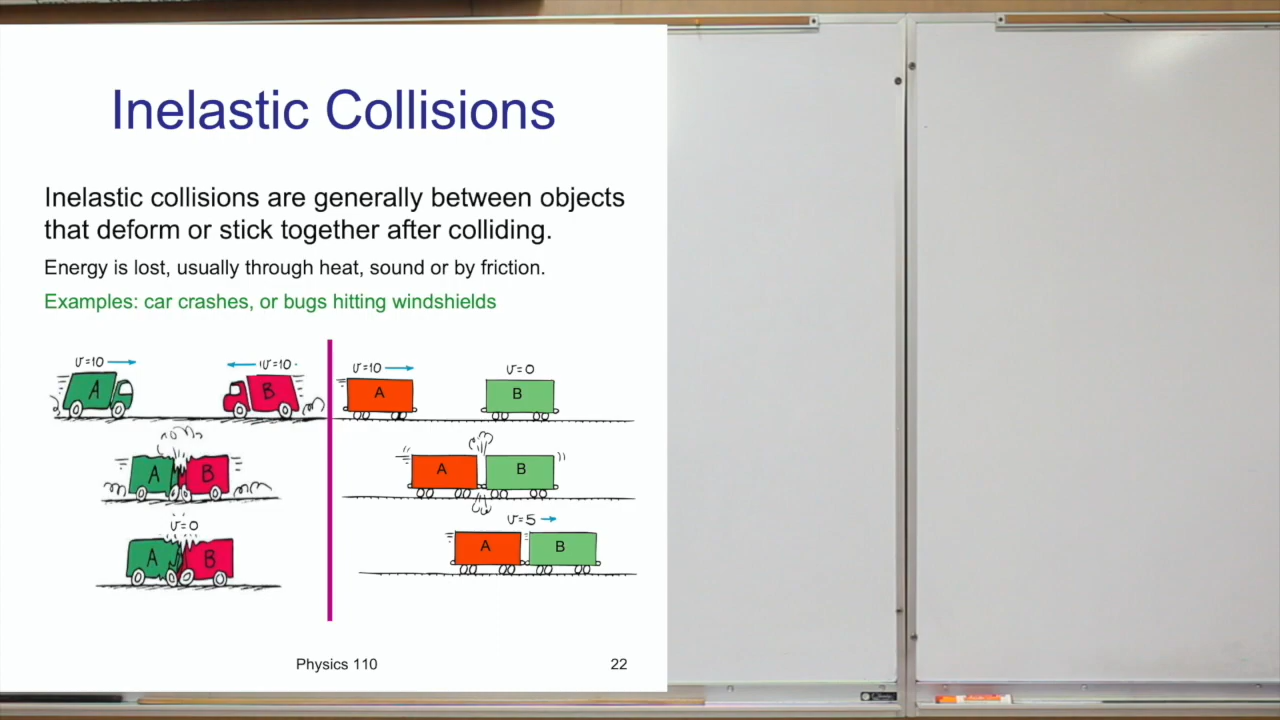 Inelastic Collisions
Inelastic collisions are generally between objects
that deform or stick together after colliding.
Energy is lost, usually through heat, sound or by friction.
Examples: car crashes, or bugs hitting windshields
v=10
v=10
A
B
A
B
v=0
A
B
v=10
v=0
A
B
A
B
v=5
A
B
Physics 110
22